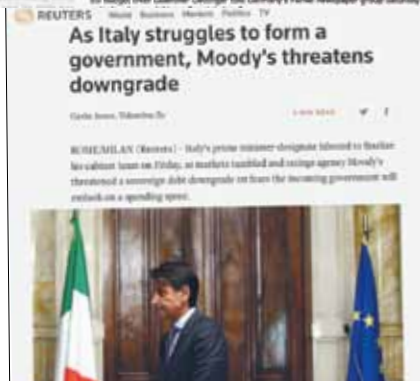 REUTERS World Business Markets Politics TV
As Italy struggles to form a
government, Moody's threatens
downgrade
ROME/MILAN (Reuters) - Italy's prime minister-designate labored to finalise
his cabinet team on Friday, as markets tumbled and ratings agency Moody's
threatened a sovereign debt downgrade on fears the incoming government will
embark on a spending spree.